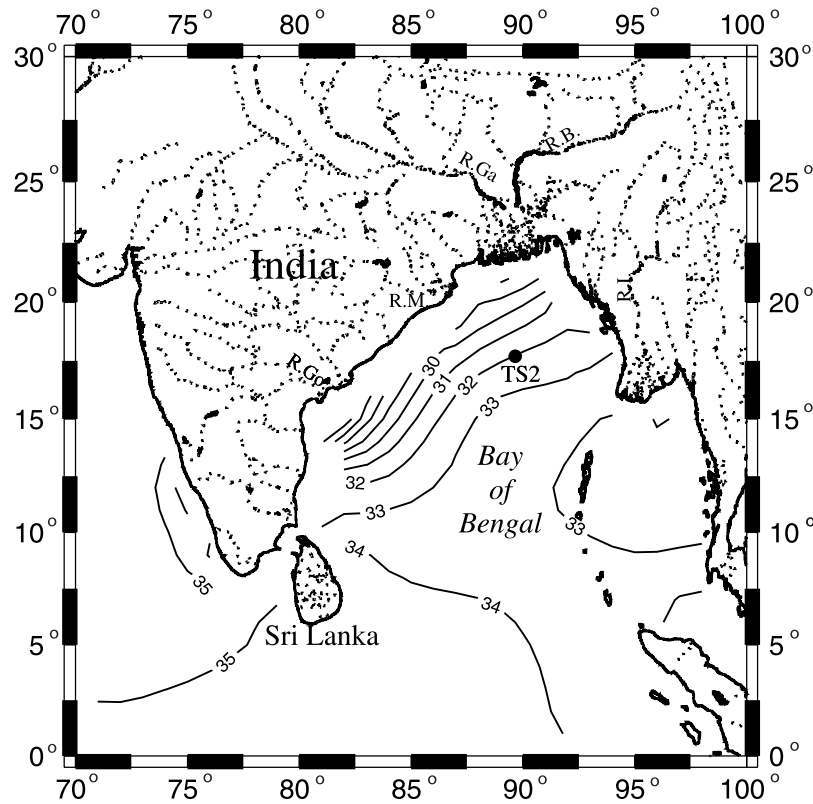 70° 75° 80° 85° 90° 95° 100°
30° 30°
R.B.
R.Ga
25° 25°
India
R.I.
R.M.
20° 20°
R.Go
30
TS2
31
32
33
15° 15°
Bay
32
of
33
Bengal
33
10° 10°
34
35
34
Sri Lanka
5° 5°
35
0° 0°
70° 75° 80° 85° 90° 95° 100°